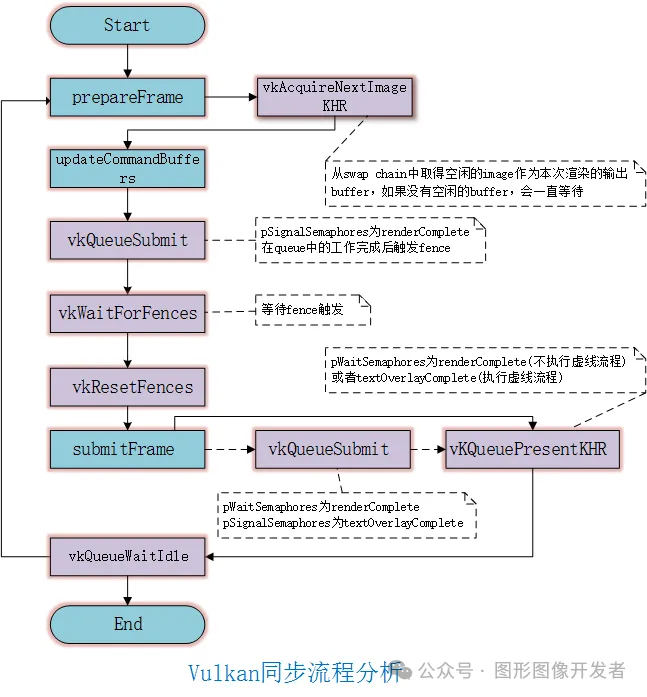 Start
prepareFrame
vkAcquireNextImage
KHR
updateCommandBuff
ers
从swap chain中取得空闲的image作为本次渲染的输出
buffer，如果没有空闲的buffer，会一直等待
vkQueueSubmit
pSignalSemaphores为renderComplete
在queue中的工作完成后触发fence
vkWaitForFences
等待fence触发
vkResetFences
pWaitSemaphores为renderComplete(不执行虚线流程)
或者textOverlayComplete(执行虚线流程)
submitFrame
vkQueueSubmit
vKQueuePresentKHR
pWaitSemaphores为renderComplete
pSignalSemaphores为textOverlayComplete
vkQueueWaitIdle
End
Vulkan同步流程分析
公众号 · 图形图像开发者